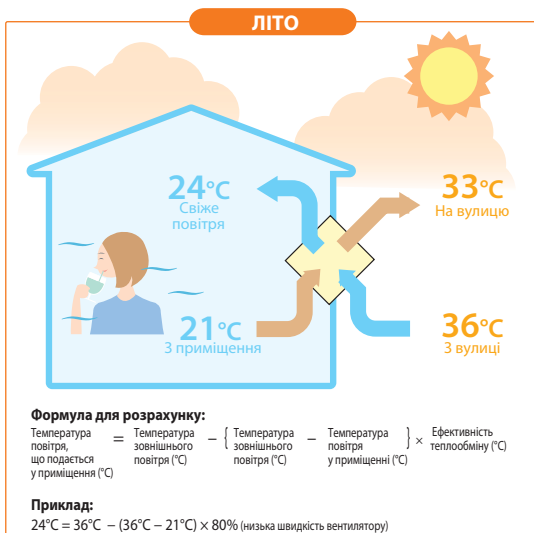 ЛІТО
24°C
Свіже
повітря
33°C
На вулицю
21°C
З приміщення
36°C
З вулиці
Формула для розрахунку:
Температура повітря, що подається у приміщення (°C) = Температура зовнішнього повітря (°C) − { Температура зовнішнього повітря (°C) − Температура повітря у приміщенні (°C) } × Ефективність теплообміну (°C)
Приклад:
24°C = 36°C − (36°C − 21°C) × 80% (низька швидкість вентилятору)